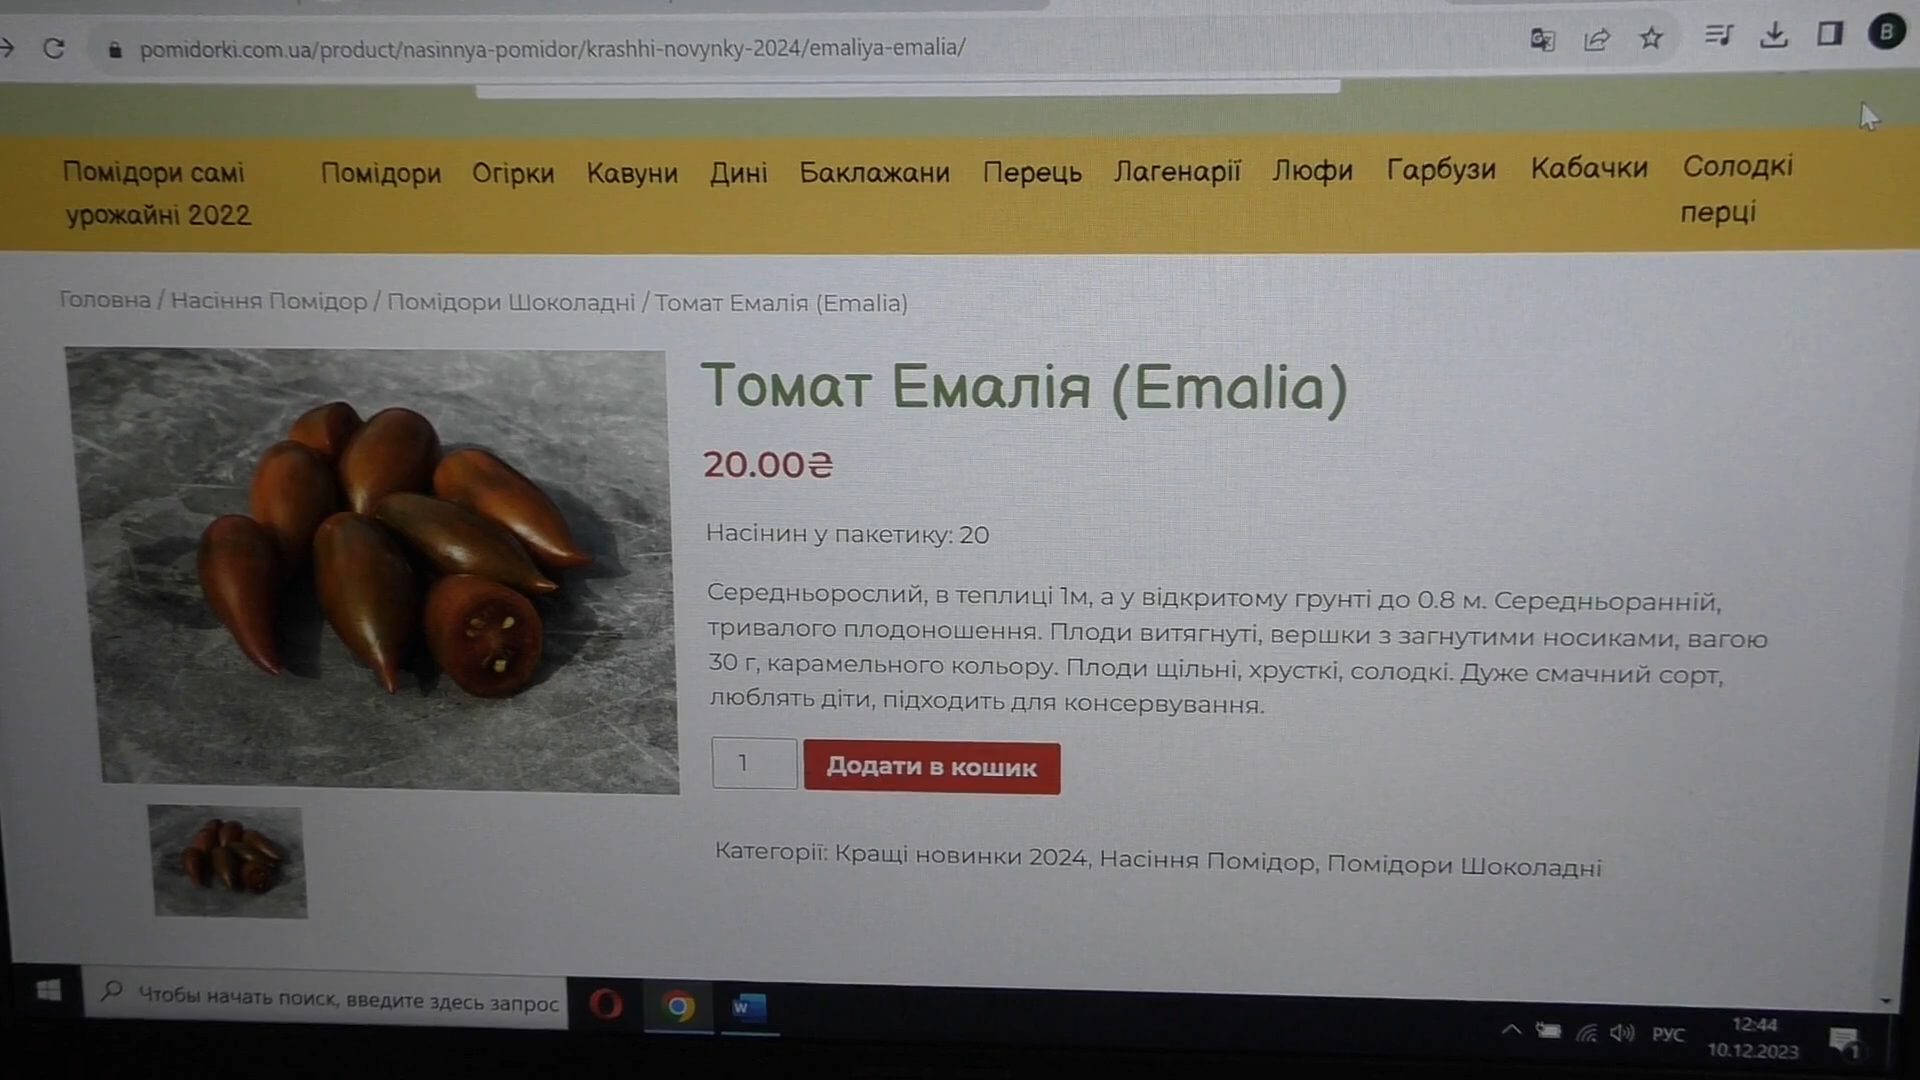 pomidorki.com.ua/product/nasinnya-pomidor/krashhi-novynky-2024/emaliya-emalia/
B
Помідори самі урожайні 2022
Помідори
Огірки
Кавуни
Дині
Баклажани
Перець
Лагенарії
Люфи
Гарбузи
Кабачки
Солодкі перці
Головна / Насіння Помідор / Помідори Шоколадні / Томат Емалія (Emalia)
Томат Емалія (Emalia)
20.00₴
Насінин у пакетику: 20
Середньорослий, в теплиці 1м, а у відкритому грунті до 0.8 м. Середньоранній,
тривалого плодоношення. Плоди витягнуті, вершки з загнутими носиками, вагою
30 г, карамельного кольору. Плоди щільні, хрусткі, солодкі. Дуже смачний сорт,
люблять діти, підходить для консервування.
1
Додати в кошик
Категорії: Кращі новинки 2024, Насіння Помідор, Помідори Шоколадні
Чтобы начать поиск, введите здесь запрос
W
РУС
12:44
10.12.2023
1